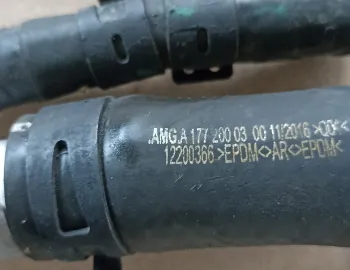 AMG.A 177 200 03 00 11/2016 >
12200366 >EPDM<>AR<>EPDM<